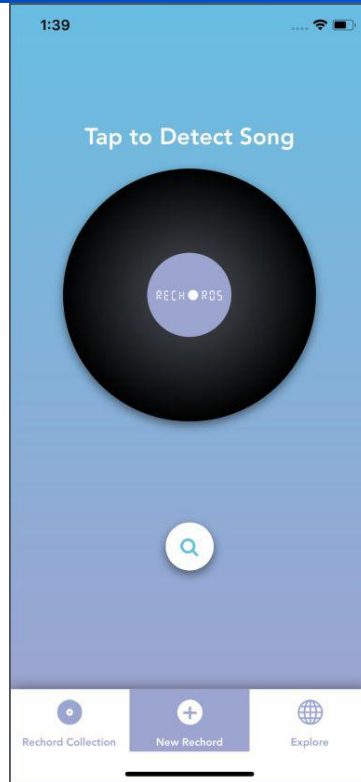 1:39
Tap to Detect Song
RECH RDS
Rechord Collection
New Rechord
Explore